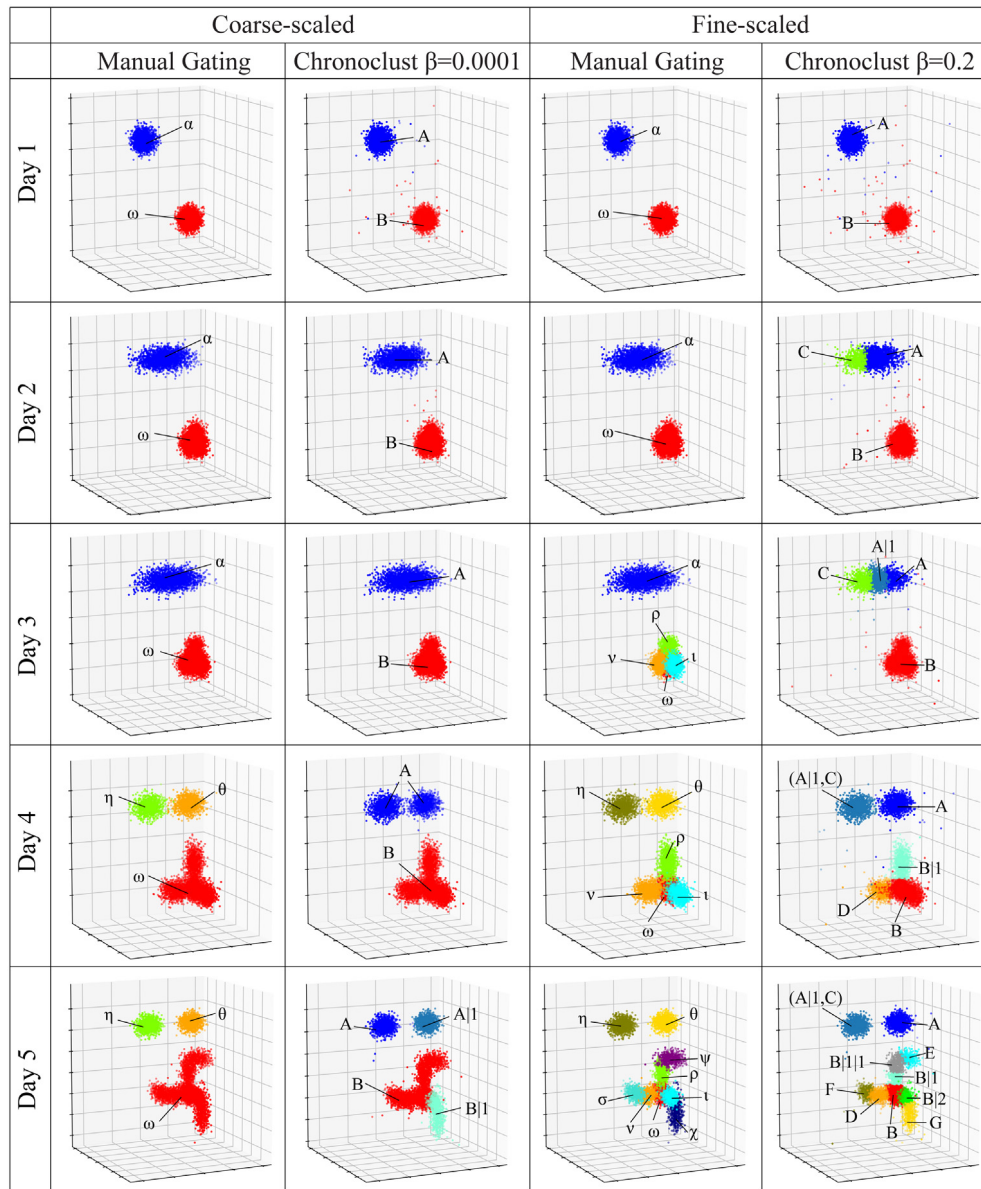 Coarse-scaled Fine-scaled
Manual Gating Chronoclust β=0.0001 Manual Gating Chronoclust β=0.2
Day 1
α
ω
A
B
α
ω
A
B
Day 2
α
ω
A
B
α
ω
C A
B
Day 3
α
ω
A
B
α
ρ
ν ι
ω
A|1
C A
B
Day 4
η θ
ω
A
B
η θ
ρ
ν ι
ω
(A|1,C)
A
B|1
D
B
Day 5
η θ
ω
A A|1
B
B|1
η θ
ψ
ρ
σ ι
ν ω χ
(A|1,C)
A
E
B|1|1
B|1
F
B|2
D
B G